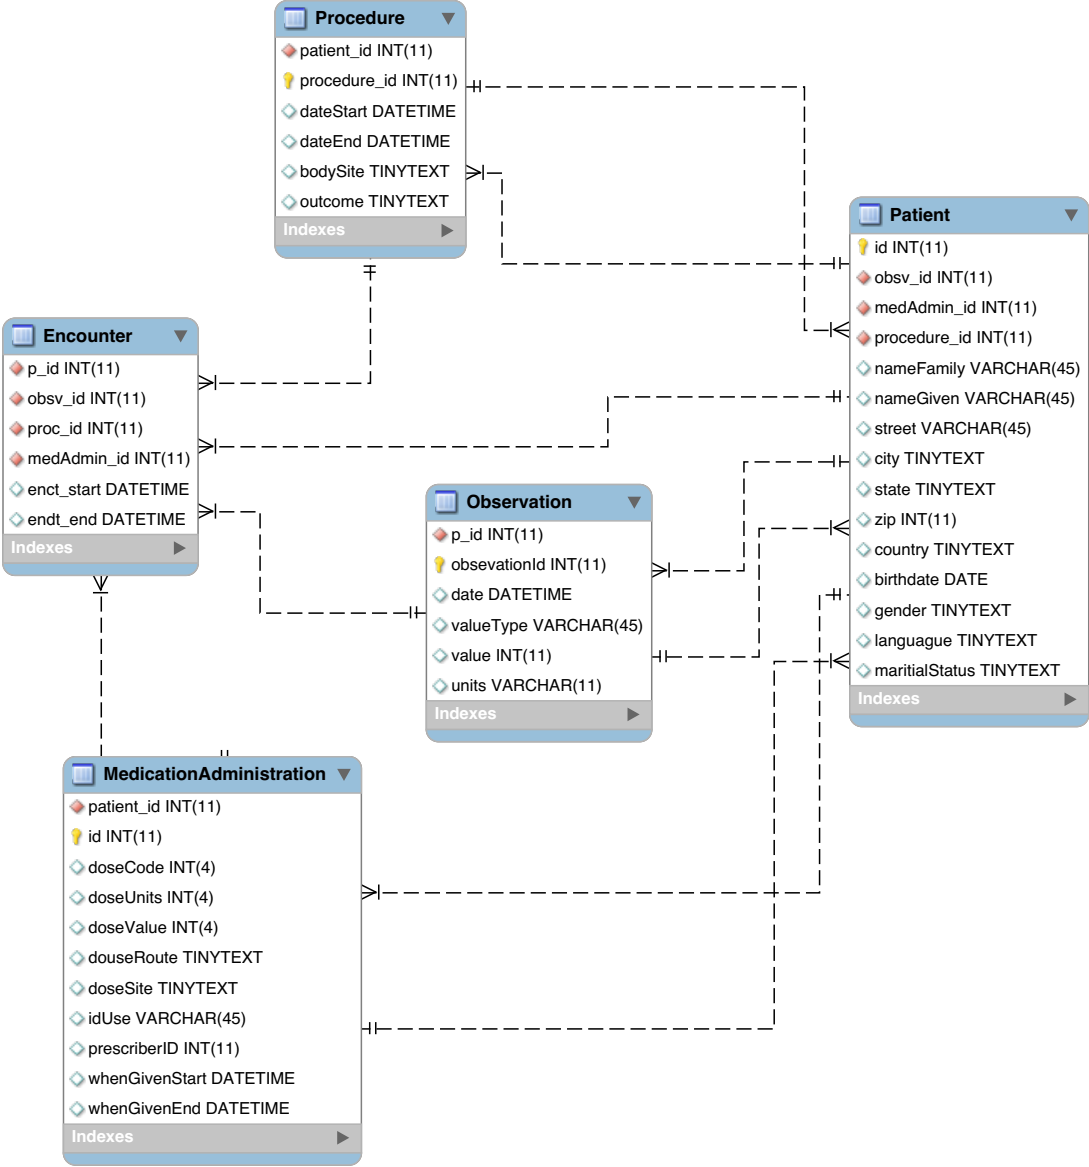 Procedure
patient_id INT(11)
procedure_id INT(11)
dateStart DATETIME
dateEnd DATETIME
bodySite TINYTEXT
outcome TINYTEXT
Indexes
Patient
id INT(11)
obsv_id INT(11)
medAdmin_id INT(11)
procedure_id INT(11)
nameFamily VARCHAR(45)
nameGiven VARCHAR(45)
street VARCHAR(45)
city TINYTEXT
state TINYTEXT
zip INT(11)
country TINYTEXT
birthdate DATE
gender TINYTEXT
languague TINYTEXT
maritialStatus TINYTEXT
Indexes
Encounter
p_id INT(11)
obsv_id INT(11)
proc_id INT(11)
medAdmin_id INT(11)
enct_start DATETIME
endt_end DATETIME
Indexes
Observation
p_id INT(11)
obsevationId INT(11)
date DATETIME
valueType VARCHAR(45)
value INT(11)
units VARCHAR(11)
Indexes
MedicationAdministration
patient_id INT(11)
id INT(11)
doseCode INT(4)
doseUnits INT(4)
doseValue INT(4)
douseRoute TINYTEXT
doseSite TINYTEXT
idUse VARCHAR(45)
prescriberID INT(11)
whenGivenStart DATETIME
whenGivenEnd DATETIME
Indexes